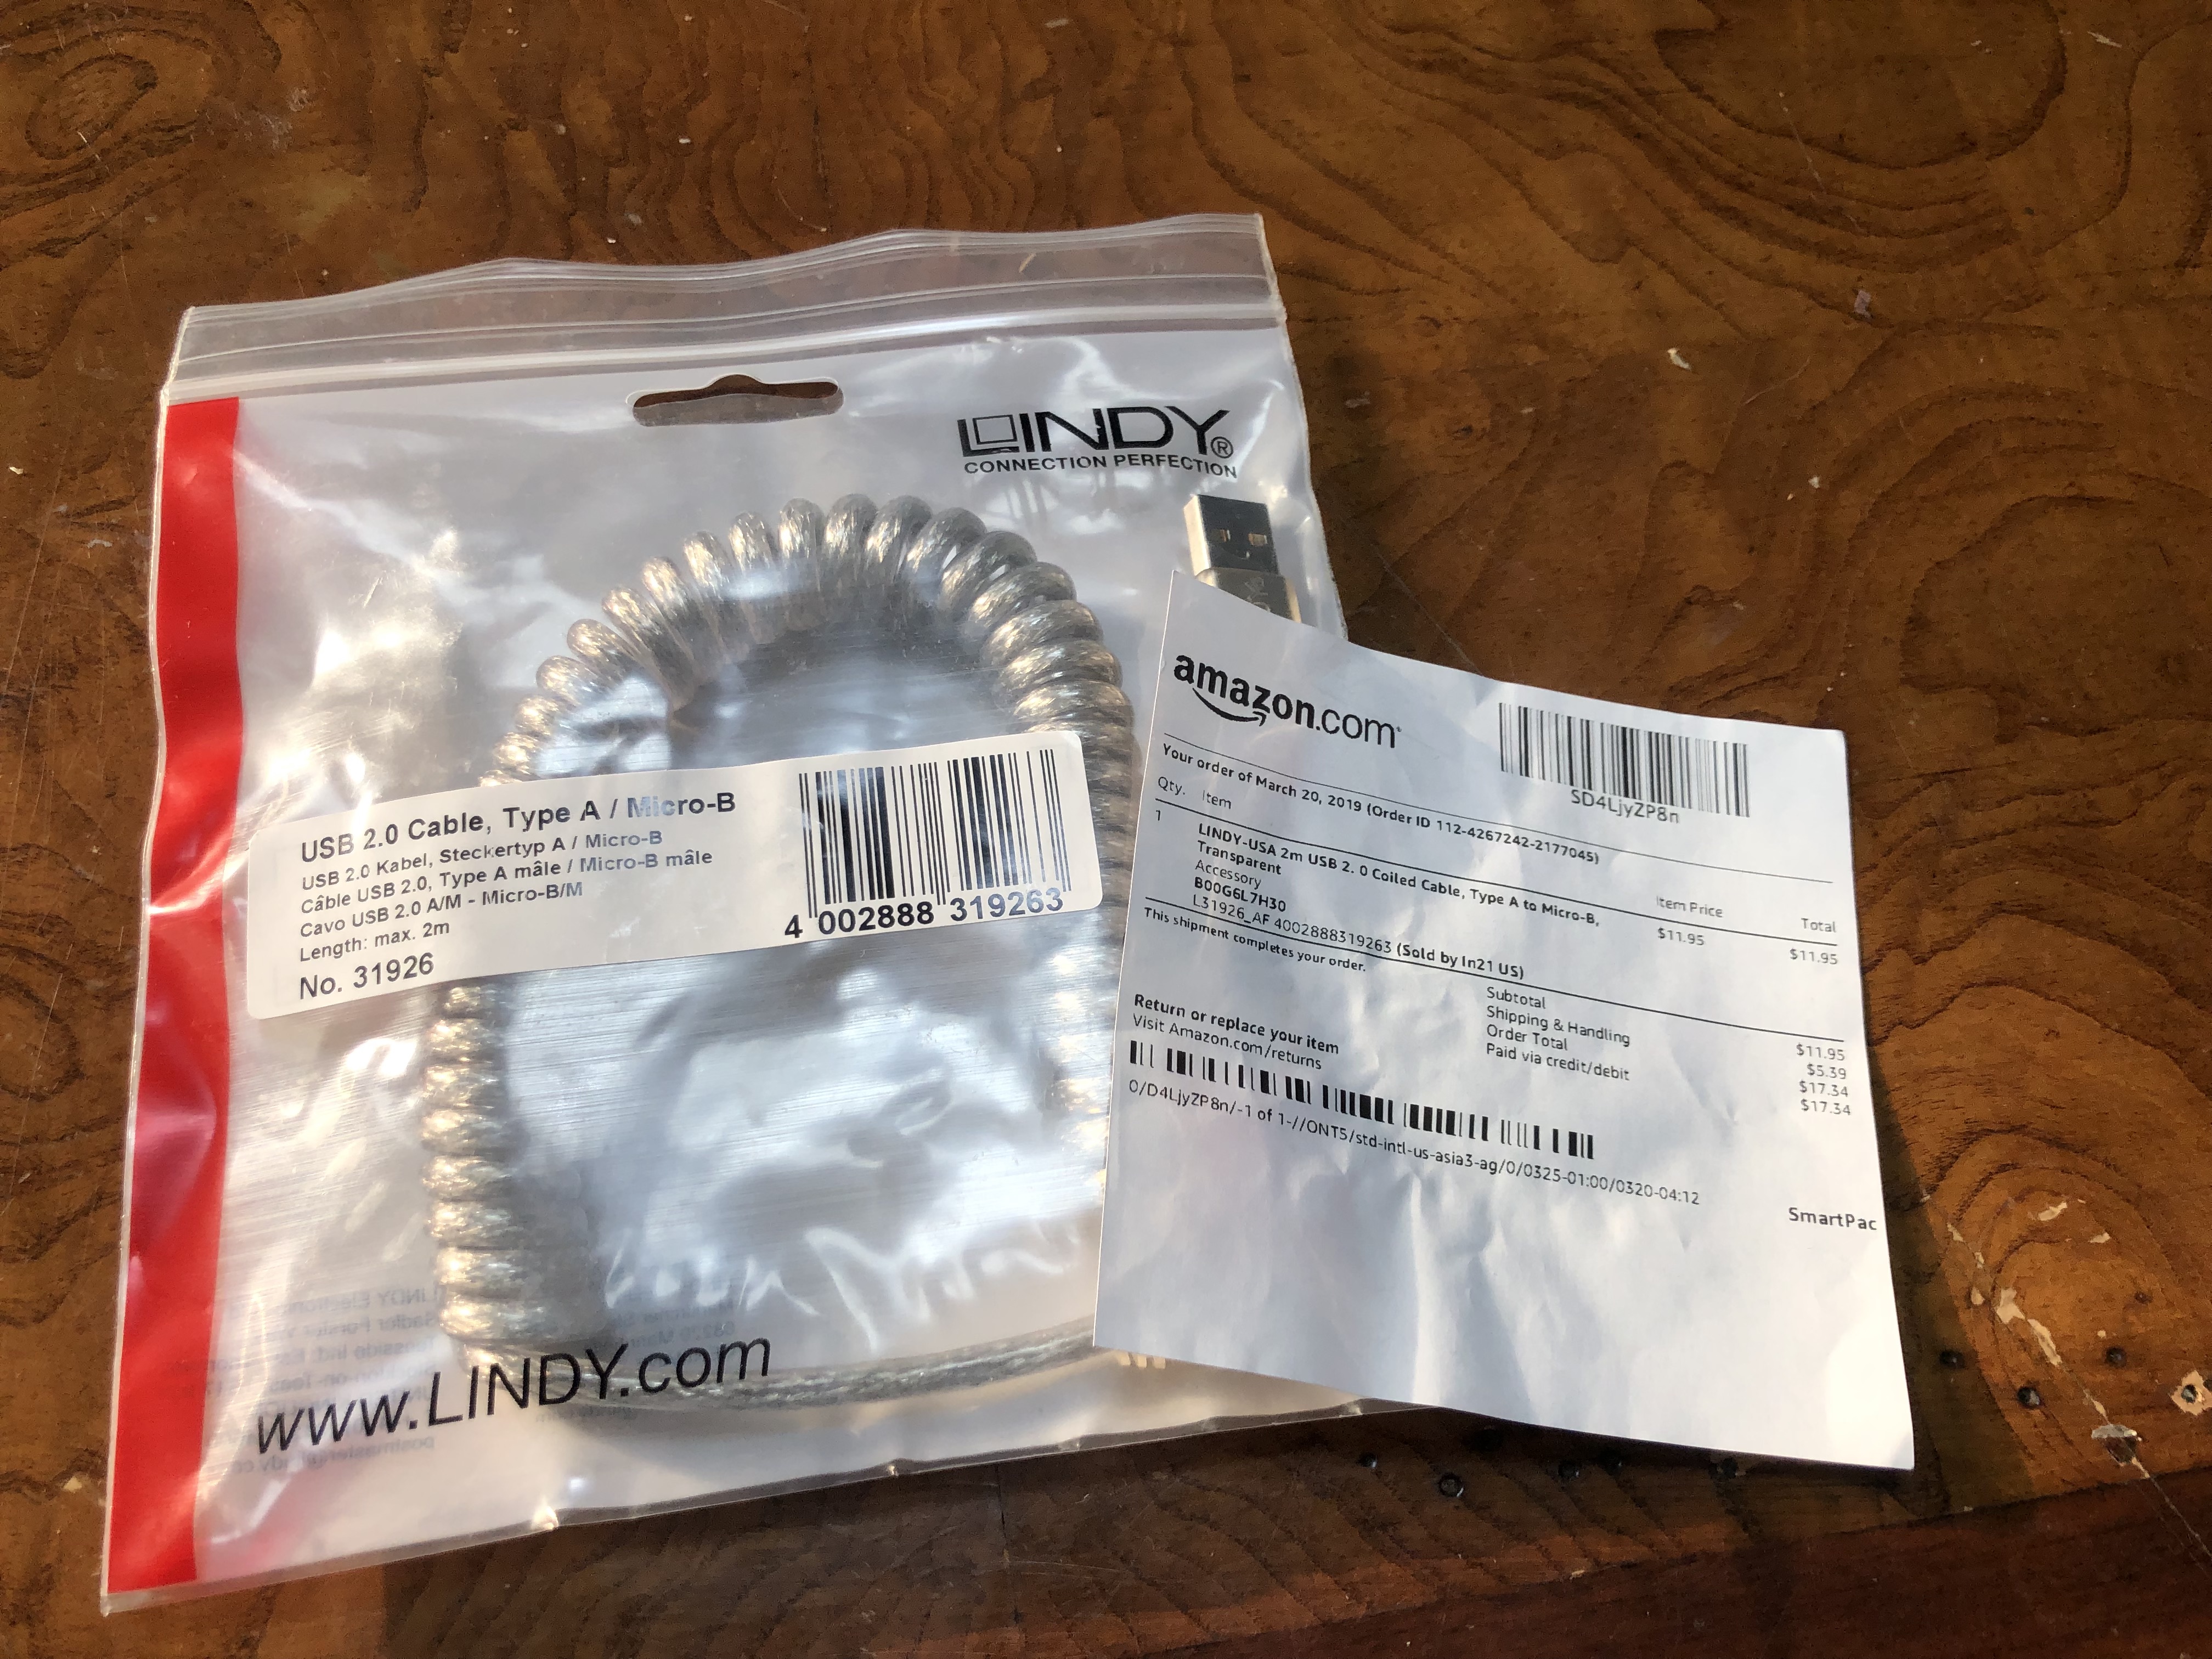 LINDY®
CONNECTION PERFECTION
USB 2.0 Cable, Type A / Micro-B
USB 2.0 Kabel, Steckertyp A / Micro-B
Câble USB 2.0, Type A mâle / Micro-B mâle
Cavo USB 2.0 A/M - Micro-B/M
Length: max. 2m
No. 31926
4 002888 319263
www.LINDY.com
amazon.com
SD4LjyZP8n
Your order of March 20, 2019 (Order ID 112-4267242-2177045)
Qty. Item Item Price Total
1 LINDY-USA 2m USB 2. 0 Coiled Cable, Type A to Micro-B, $11.95 $11.95
Transparent
Accessory
B00G6L7H30
L31926_AF 4002888319263 (Sold by In21 US)
This shipment completes your order.
Subtotal $11.95
Shipping & Handling $5.39
Order Total $17.34
Paid via credit/debit $17.34
Return or replace your item
Visit Amazon.com/returns
0/D4LjyZP8n/-1 of 1-//ONT5/std-intl-us-asia3-ag/0/0325-01:00/0320-04:12
SmartPac